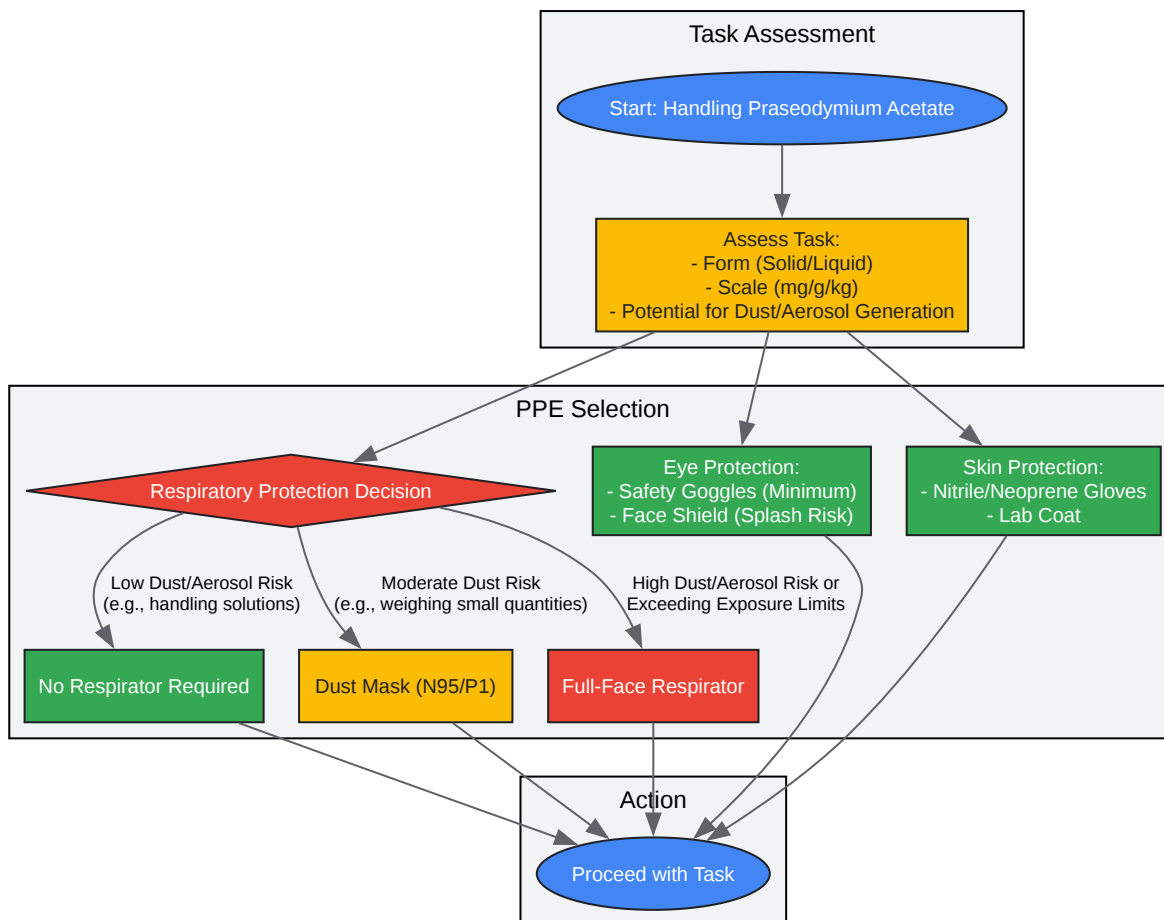 Task Assessment
Start: Handling Praseodymium Acetate
Assess Task:
- Form (Solid/Liquid)
- Scale (mg/g/kg)
- Potential for Dust/Aerosol Generation
PPE Selection
Respiratory Protection Decision
Eye Protection:
- Safety Goggles (Minimum)
- Face Shield (Splash Risk)
Skin Protection:
- Nitrile/Neoprene Gloves
- Lab Coat
Low Dust/Aerosol Risk
(e.g., handling solutions)
Moderate Dust Risk
(e.g., weighing small quantities)
High Dust/Aerosol Risk or
Exceeding Exposure Limits
No Respirator Required
Dust Mask (N95/P1)
Full-Face Respirator
Action
Proceed with Task